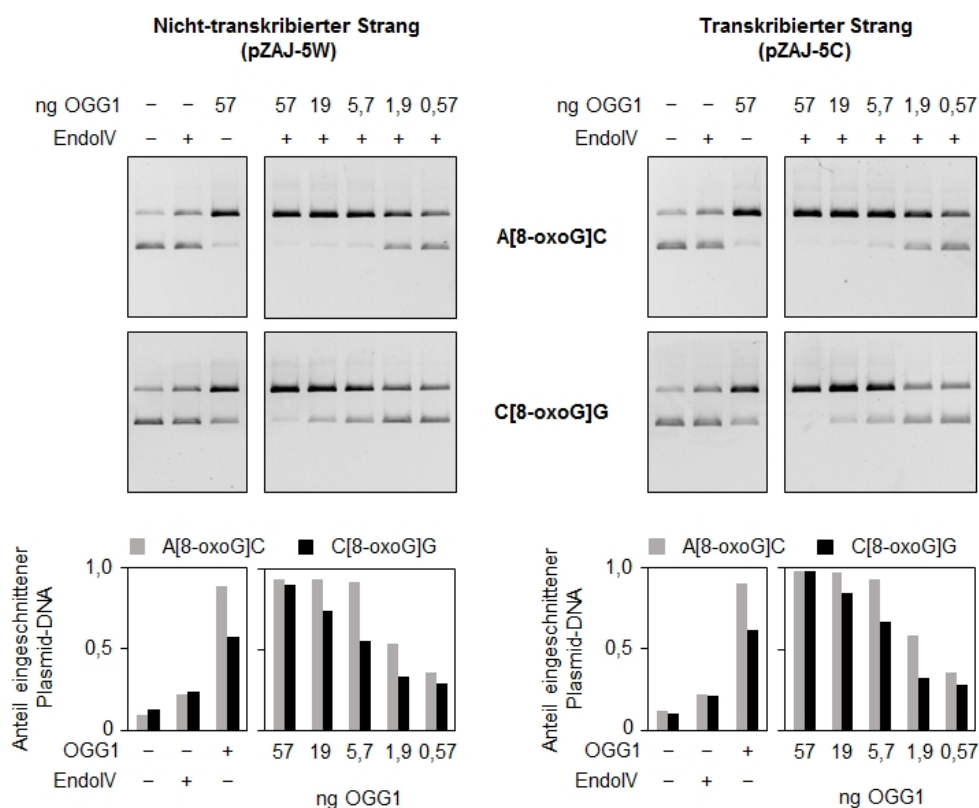 Nicht-transkribierter Strang
(pZAJ-5W)
Transkribierter Strang
(pZAJ-5C)
ng OGG1 – – 57 57 19 5,7 1,9 0,57
EndoIV – + – + + + + +
ng OGG1 – – 57 57 19 5,7 1,9 0,57
EndoIV – + – + + + + +
A[8-oxoG]C
C[8-oxoG]G
A[8-oxoG]C C[8-oxoG]G
Anteil eingeschnittener
Plasmid-DNA
1,0
0,5
0
OGG1 – – + 57 19 5,7 1,9 0,57
EndoIV – + –
ng OGG1
A[8-oxoG]C C[8-oxoG]G
Anteil eingeschnittener
Plasmid-DNA
1,0
0,5
0
OGG1 – – + 57 19 5,7 1,9 0,57
EndoIV – + –
ng OGG1